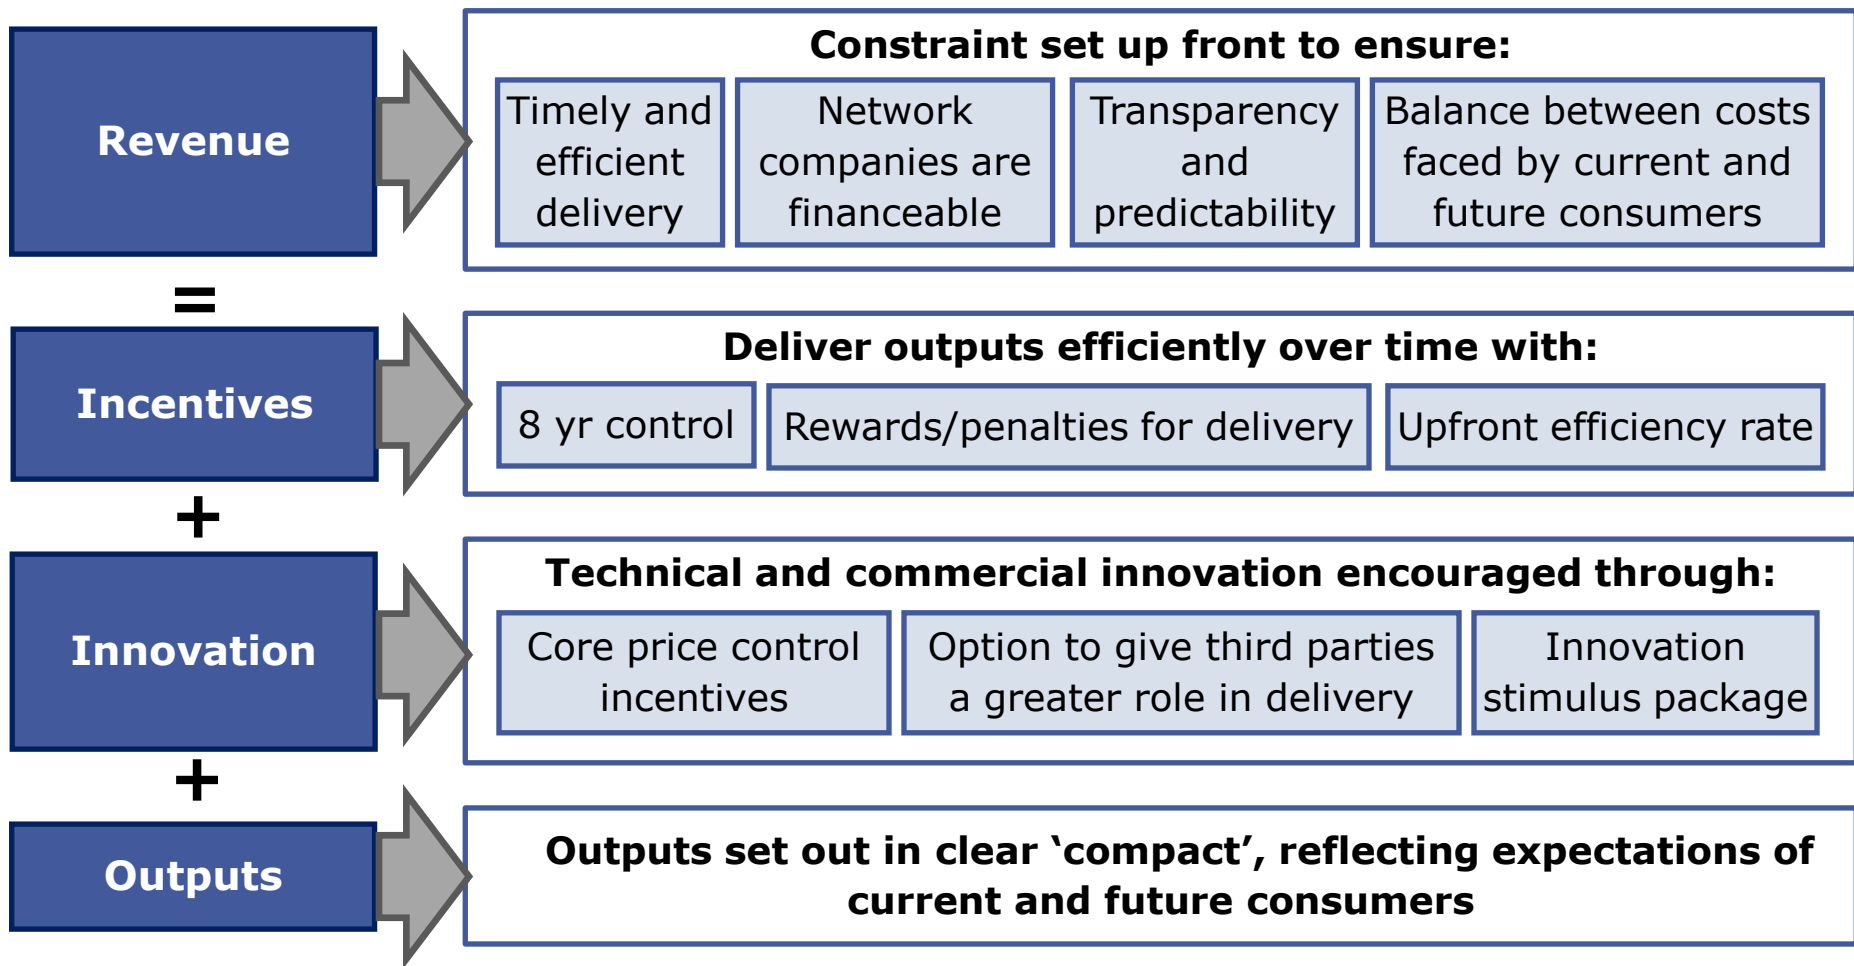 Revenue
Constraint set up front to ensure:
Timely and
efficient
delivery
Network
companies are
financeable
Transparency
and
predictability
Balance between costs
faced by current and
future consumers
=
Incentives
Deliver outputs efficiently over time with:
8 yr control
Rewards/penalties for delivery
Upfront efficiency rate
+
Innovation
Technical and commercial innovation encouraged through:
Core price control
incentives
Option to give third parties
a greater role in delivery
Innovation
stimulus package
+
Outputs
Outputs set out in clear ‘compact’, reflecting expectations of
current and future consumers